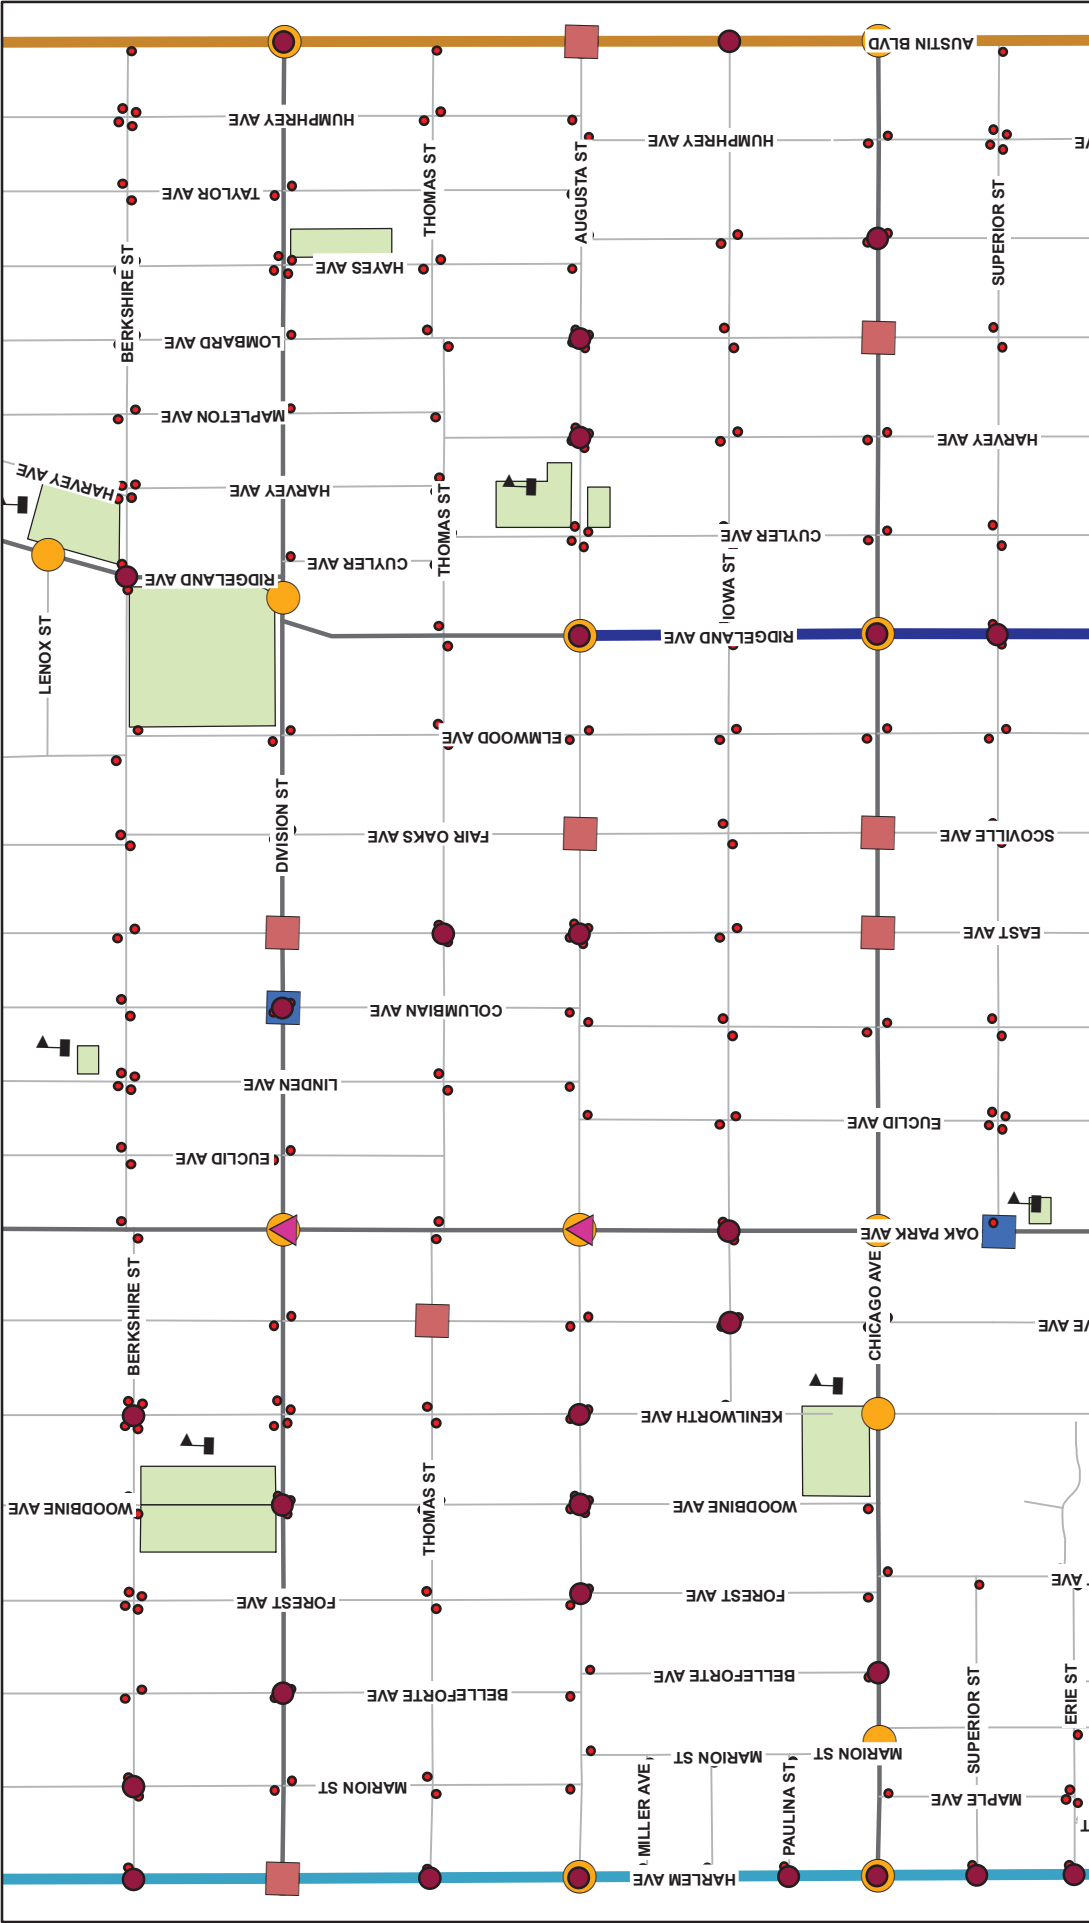 AUSTIN BLVD
HUMPHREY AVE
HUMPHREY AVE
THOMAS ST
AUGUSTA ST
TAYLOR AVE
SUPERIOR ST
BERKSHIRE ST
HAYES AVE
LOMBARD AVE
MAPLETON AVE
HARVEY AVE
HARVEY AVE
HARVEY AVE
THOMAS ST
CUYLER AVE
CUYLER AVE
IOWA ST
RIDGELAND AVE
RIDGELAND AVE
LENOX ST
ELMWOOD AVE
DIVISION ST
FAIR OAKS AVE
SCOVILLE AVE
EAST AVE
COLUMBIAN AVE
LINDEN AVE
EUCLID AVE
EUCLID AVE
OAK PARK AVE
BERKSHIRE ST
CHICAGO AVE
VE AVE
KENILWORTH AVE
WOODBINE AVE
WOODBINE AVE
THOMAS ST
AVE
FOREST AVE
FOREST AVE
BELLEFORTE AVE
BELLEFORTE AVE
SUPERIOR ST
ERIE ST
MARION ST
MARION ST
MARION ST
MILLER AVE
PAULINA ST
MAPLE AVE
HARLEM AVE